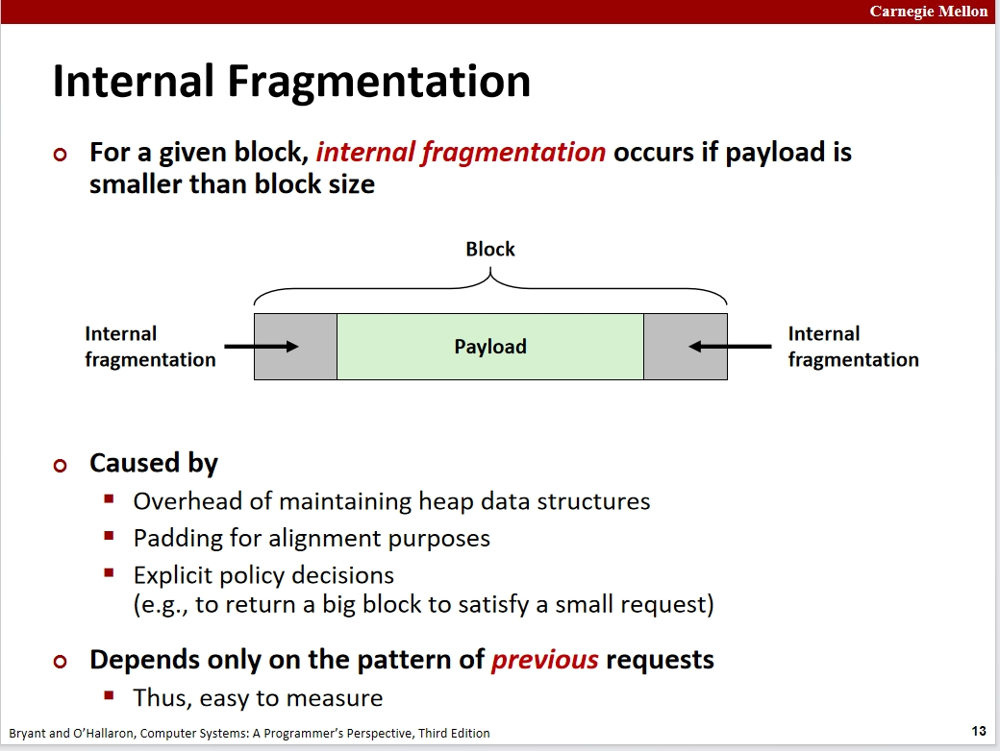 Carnegie Mellon
Internal Fragmentation
For a given block, internal fragmentation occurs if payload is
smaller than block size
Block
Internal
fragmentation
Payload
Internal
fragmentation
Caused by
Overhead of maintaining heap data structures
Padding for alignment purposes
Explicit policy decisions
(e.g., to return a big block to satisfy a small request)
Depends only on the pattern of previous requests
Thus, easy to measure
Bryant and O’Hallaron, Computer Systems: A Programmer’s Perspective, Third Edition
13